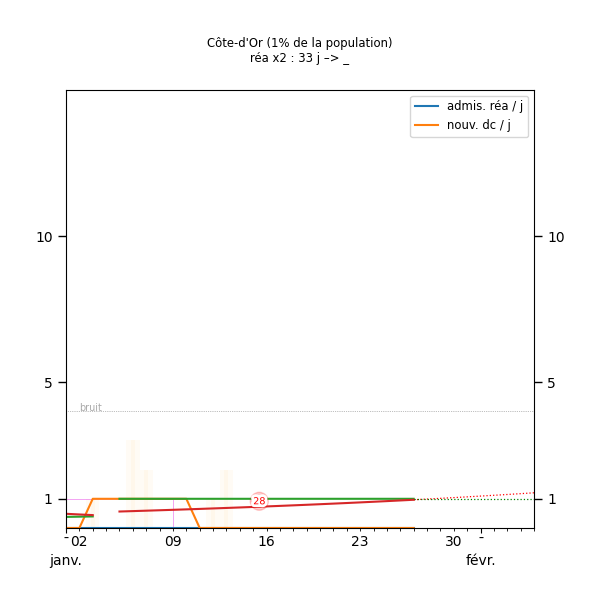 Côte-d'Or (1% de la population)
réa x2 : 33 j –> _
admis. réa / j
nouv. dc / j
10 10
5 5
bruit
28
1 1
02 09 16 23 30
janv. févr.